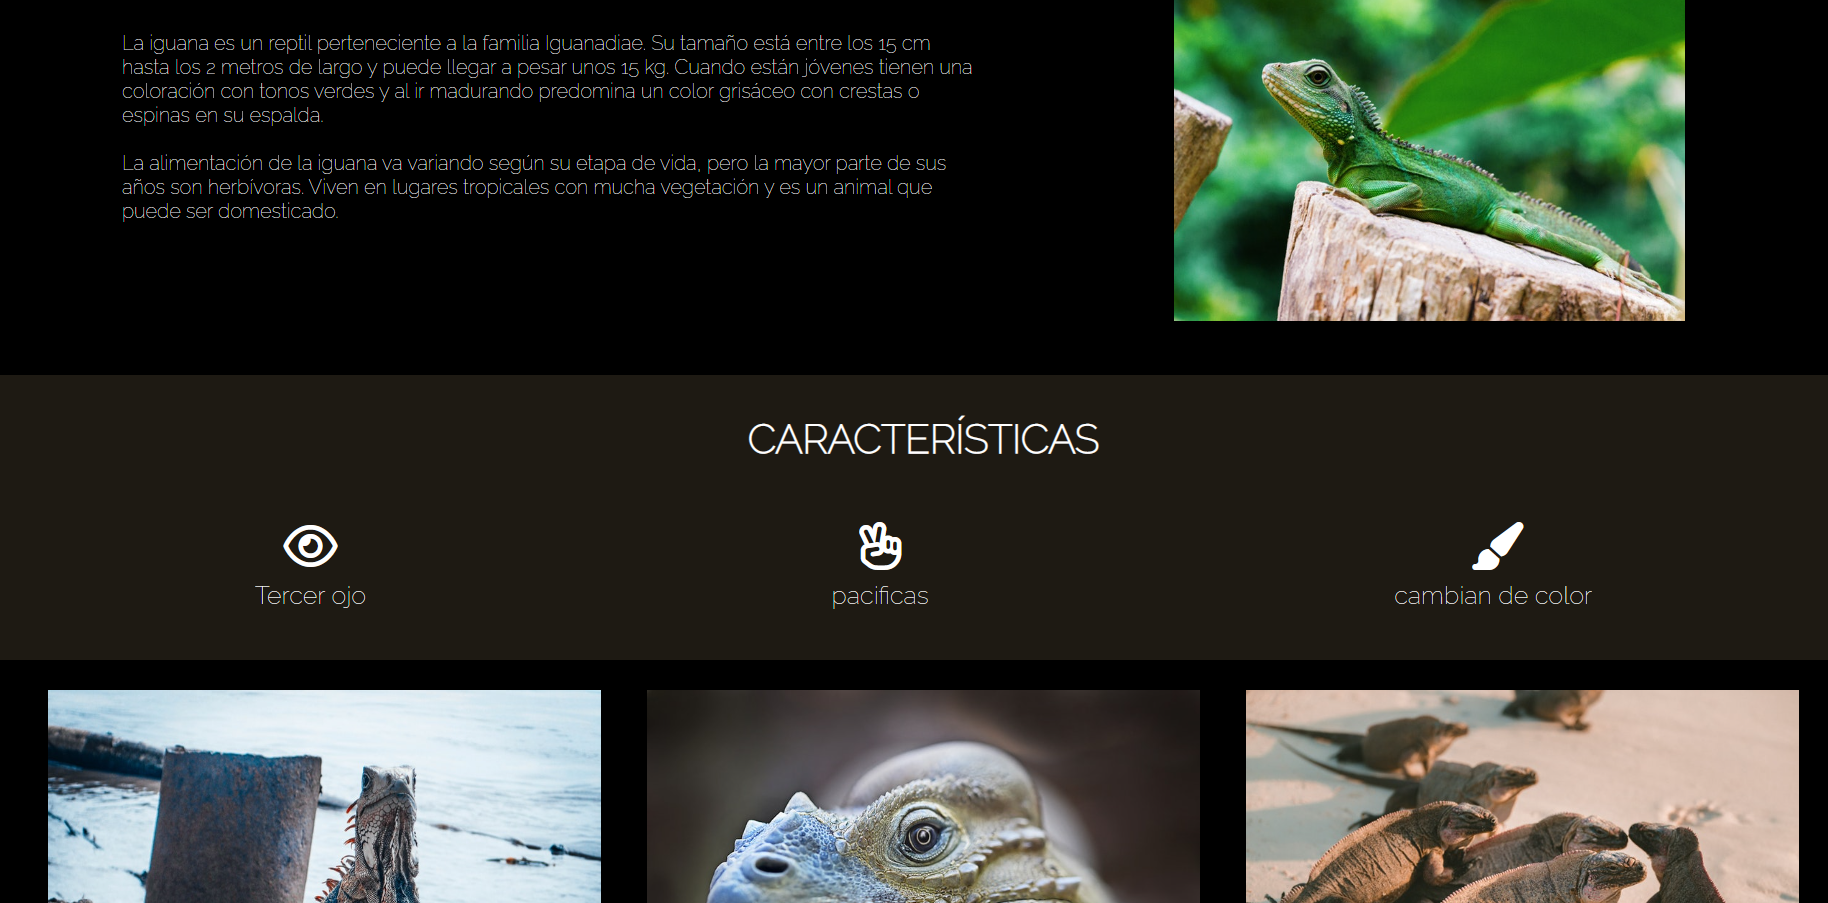 La iguana es un reptil perteneciente a la familia Iguanadiae. Su tamaño está entre los 15 cm
hasta los 2 metros de largo y puede llegar a pesar unos 15 kg. Cuando están jóvenes tienen una
coloración con tonos verdes y al ir madurando predomina un color grisáceo con crestas o
espinas en su espalda.
La alimentación de la iguana va variando según su etapa de vida, pero la mayor parte de sus
años son herbívoras. Viven en lugares tropicales con mucha vegetación y es un animal que
puede ser domesticado.
CARACTERÍSTICAS
Tercer ojo
pacificas
cambian de color